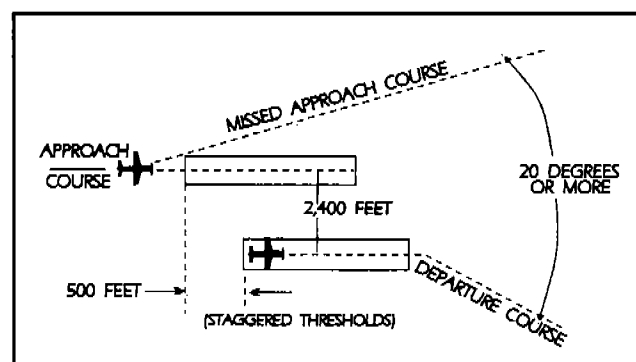 MISSED APPROACH COURSE
APPROACH
COURSE
20 DEGREES
OR MORE
2,400 FEET
500 FEET
DEPARTURE COURSE
(STAGGERED THRESHOLDS)